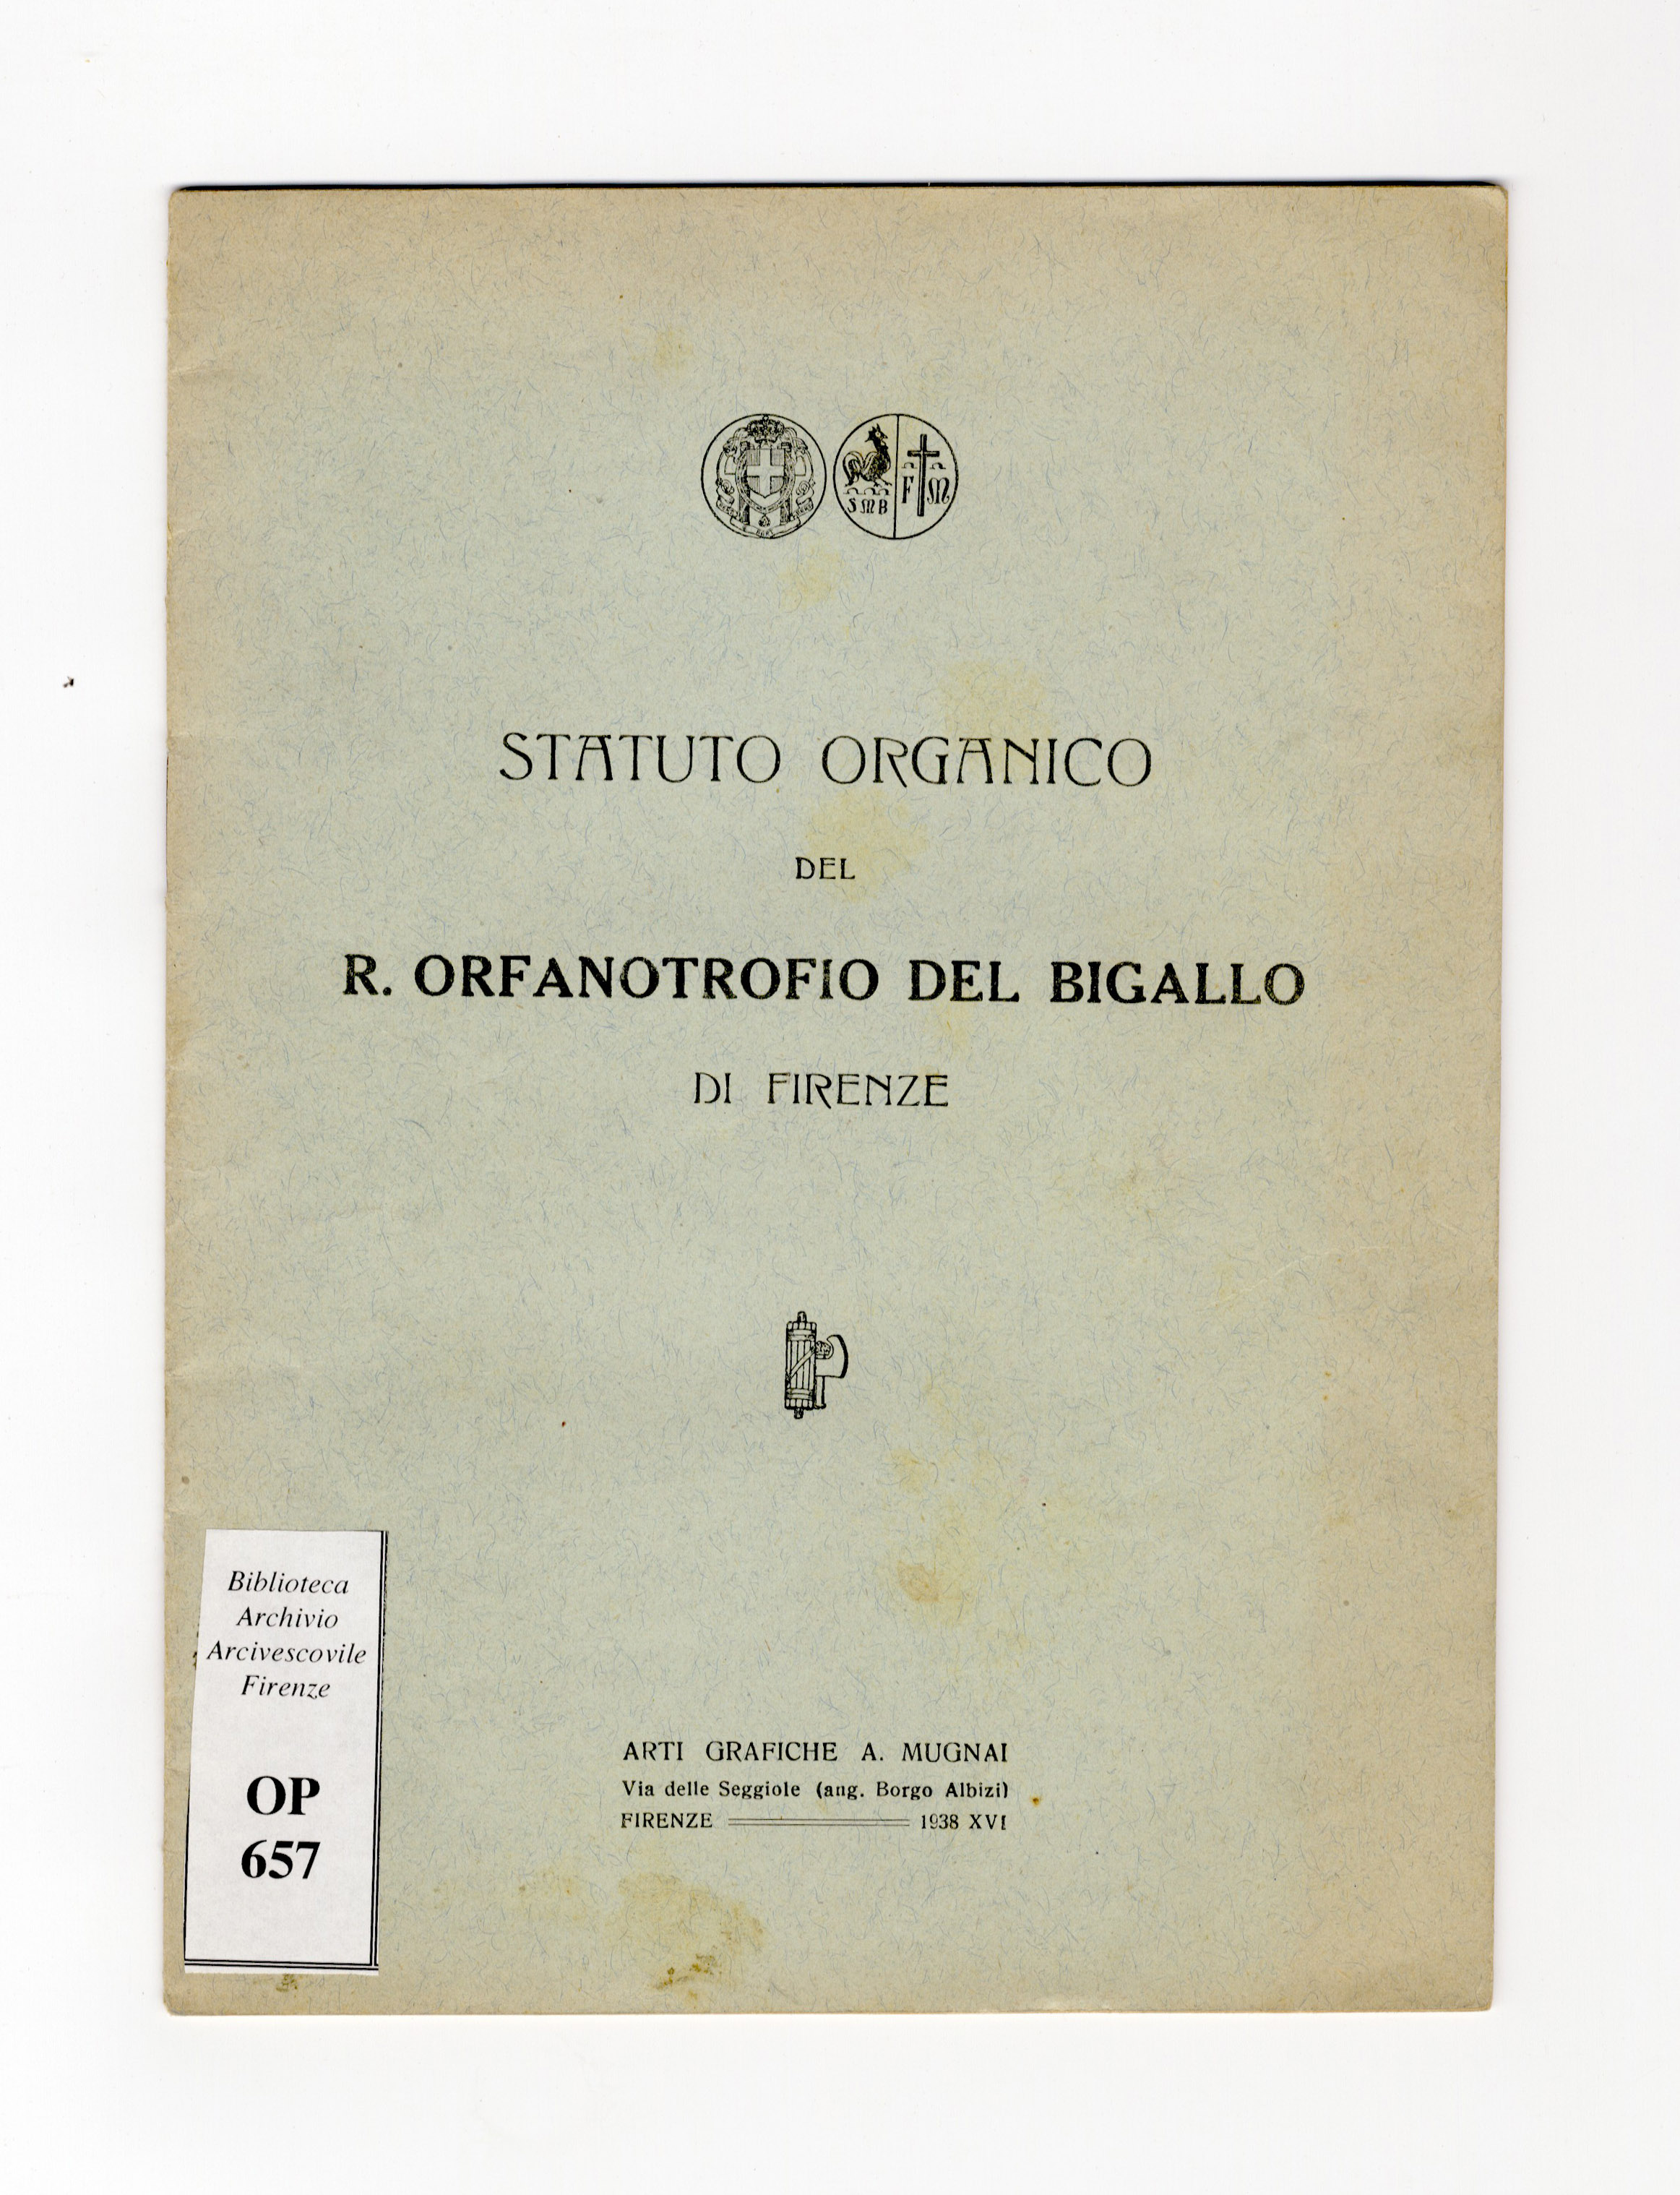 S M B F M
STATUTO ORGANICO
DEL
R. ORFANOTROFIO DEL BIGALLO
DI FIRENZE
Biblioteca
Archivio
Arcivescovile
Firenze
OP
657
ARTI GRAFICHE A. MUGNAI
Via delle Seggiole (ang. Borgo Albizi)
FIRENZE 1938 XVI